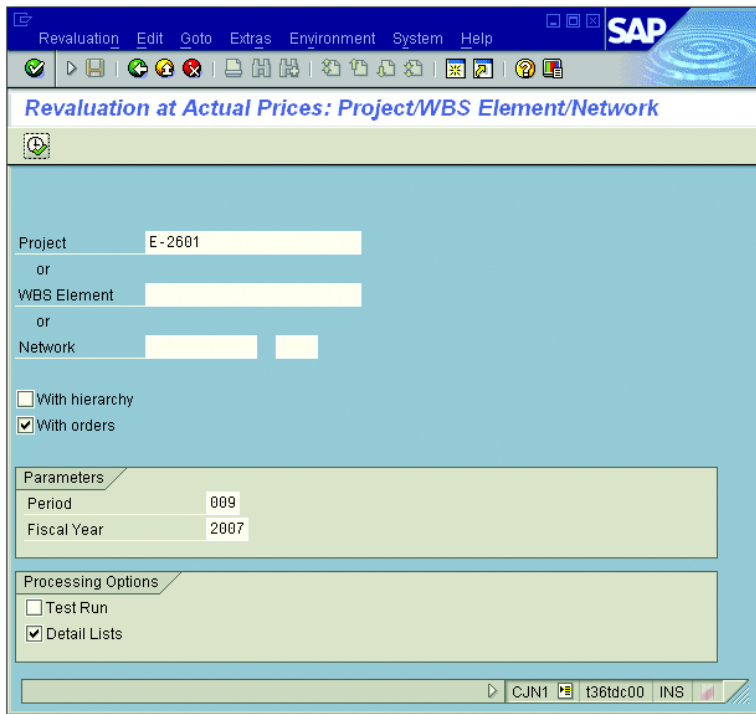 Revaluation Edit Goto Extras Environment System Help
SAP
Revaluation at Actual Prices: Project/WBS Element/Network
Project E-2601
or
WBS Element
or
Network
With hierarchy
With orders
Parameters
Period 009
Fiscal Year 2007
Processing Options
Test Run
Detail Lists
CJN1 t36tdc00 INS